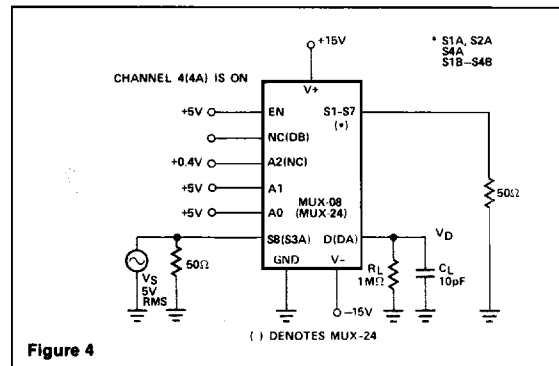 +15V
* S1A, S2A
S4A
S1B–S4B
CHANNEL 4(4A) IS ON
V+
+5V
EN
S1–S7
(*)
NC(DB)
+0.4V
A2(NC)
+5V
A1
MUX-08
(MUX-24)
50Ω
+5V
A0
S8(S3A)
D(DA)
VD
VS
5V
RMS
50Ω
GND
V−
RL
1MΩ
CL
10pF
−15V
( ) DENOTES MUX-24
Figure 4